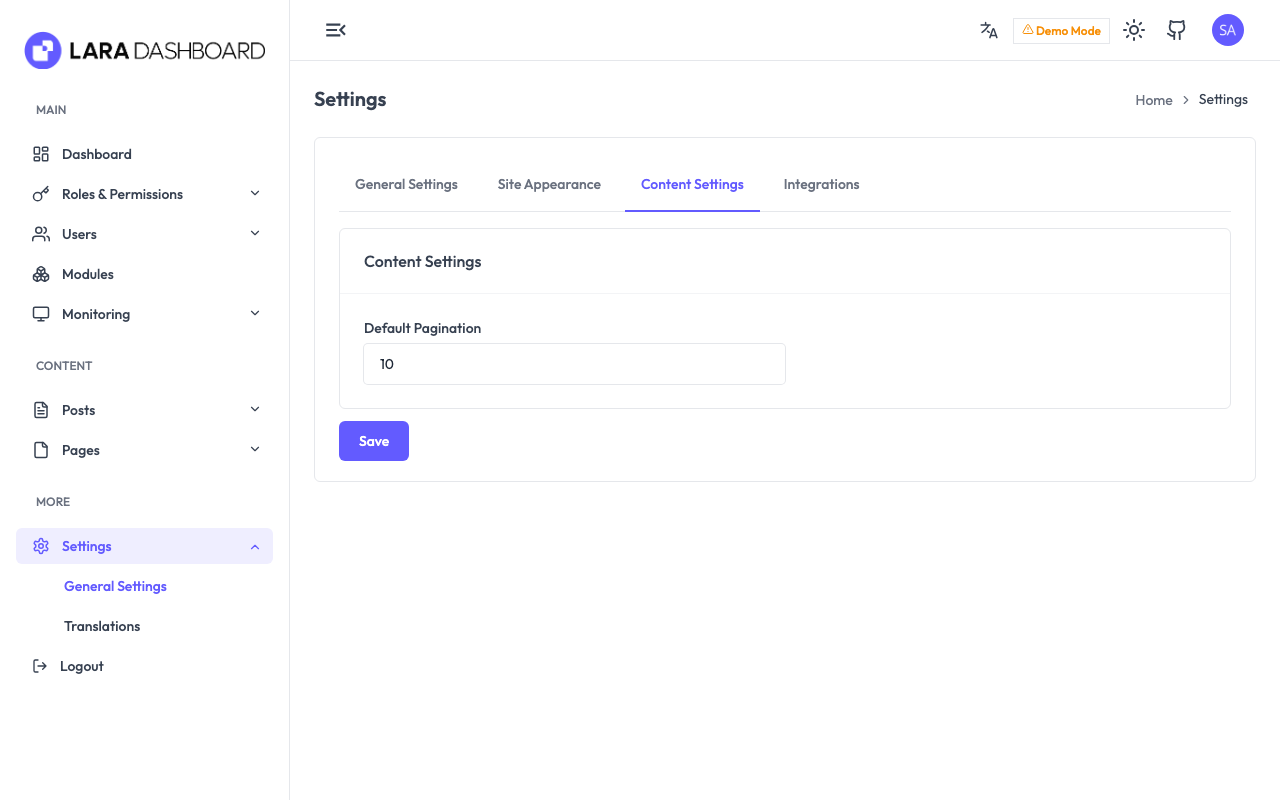 LARA DASHBOARD
MAIN
Dashboard
Roles & Permissions
Users
Modules
Monitoring
CONTENT
Posts
Pages
MORE
Settings
General Settings
Translations
Logout
Demo Mode
SA
Settings
Home > Settings
General Settings Site Appearance Content Settings Integrations
Content Settings
Default Pagination
10
Save